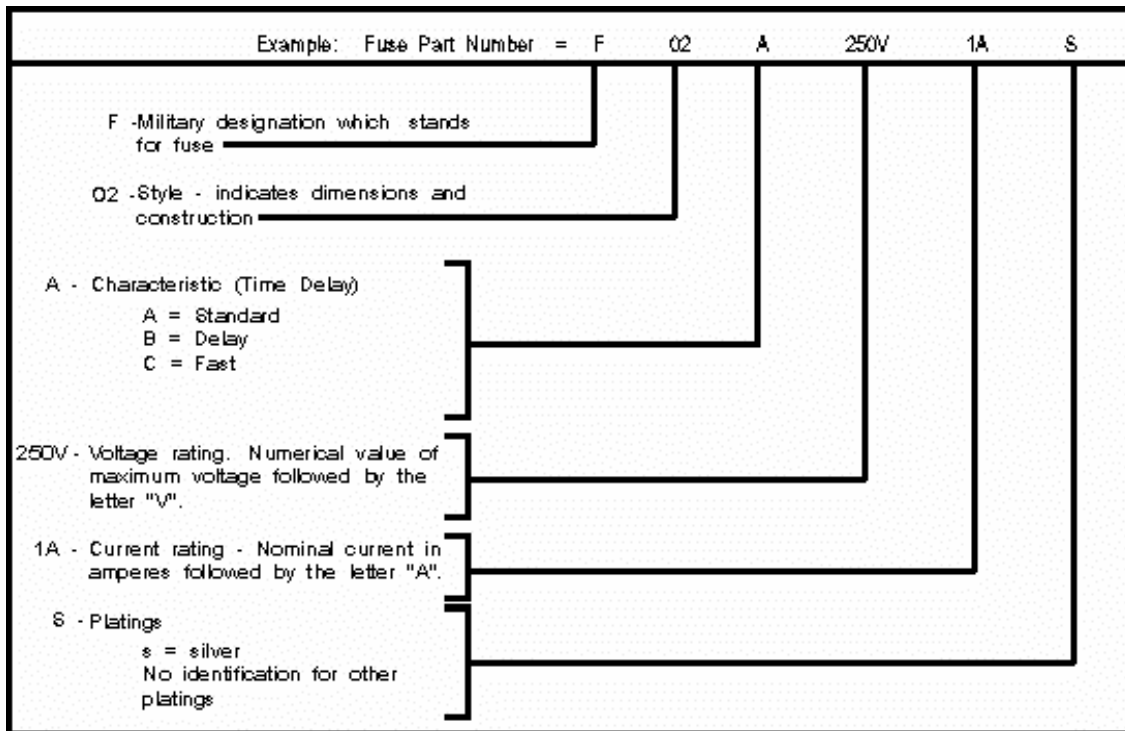 Example: Fuse Part Number = F 02 A 250V 1A S
F -Military designation which stands
for fuse
02 -Style - indicates dimensions and
construction
A - Characteristic (Time Delay)
A = Standard
B = Delay
C = Fast
250V - Voltage rating. Numerical value of
maximum voltage followed by the
letter "V".
1A - Current rating - Nominal current in
amperes followed by the letter "A".
S - Platings
s = silver
No identification for other
platings